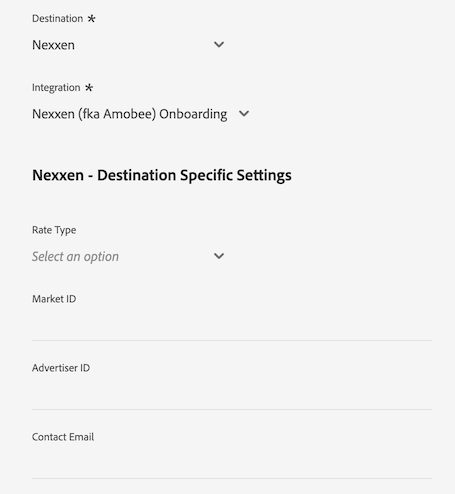 Destination *
Nexxen
Integration *
Nexxen (fka Amobee) Onboarding
Nexxen - Destination Specific Settings
Rate Type
Select an option
Market ID
Advertiser ID
Contact Email